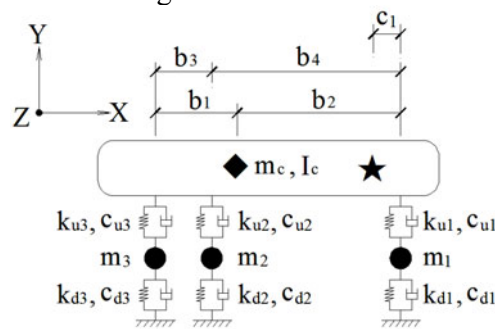 c1
Y
b3 b4
b1 b2
Z X
mc, Ic
ku3, cu3 ku2, cu2 ku1, cu1
m3 m2 m1
kd3, cd3 kd2, cd2 kd1, cd1